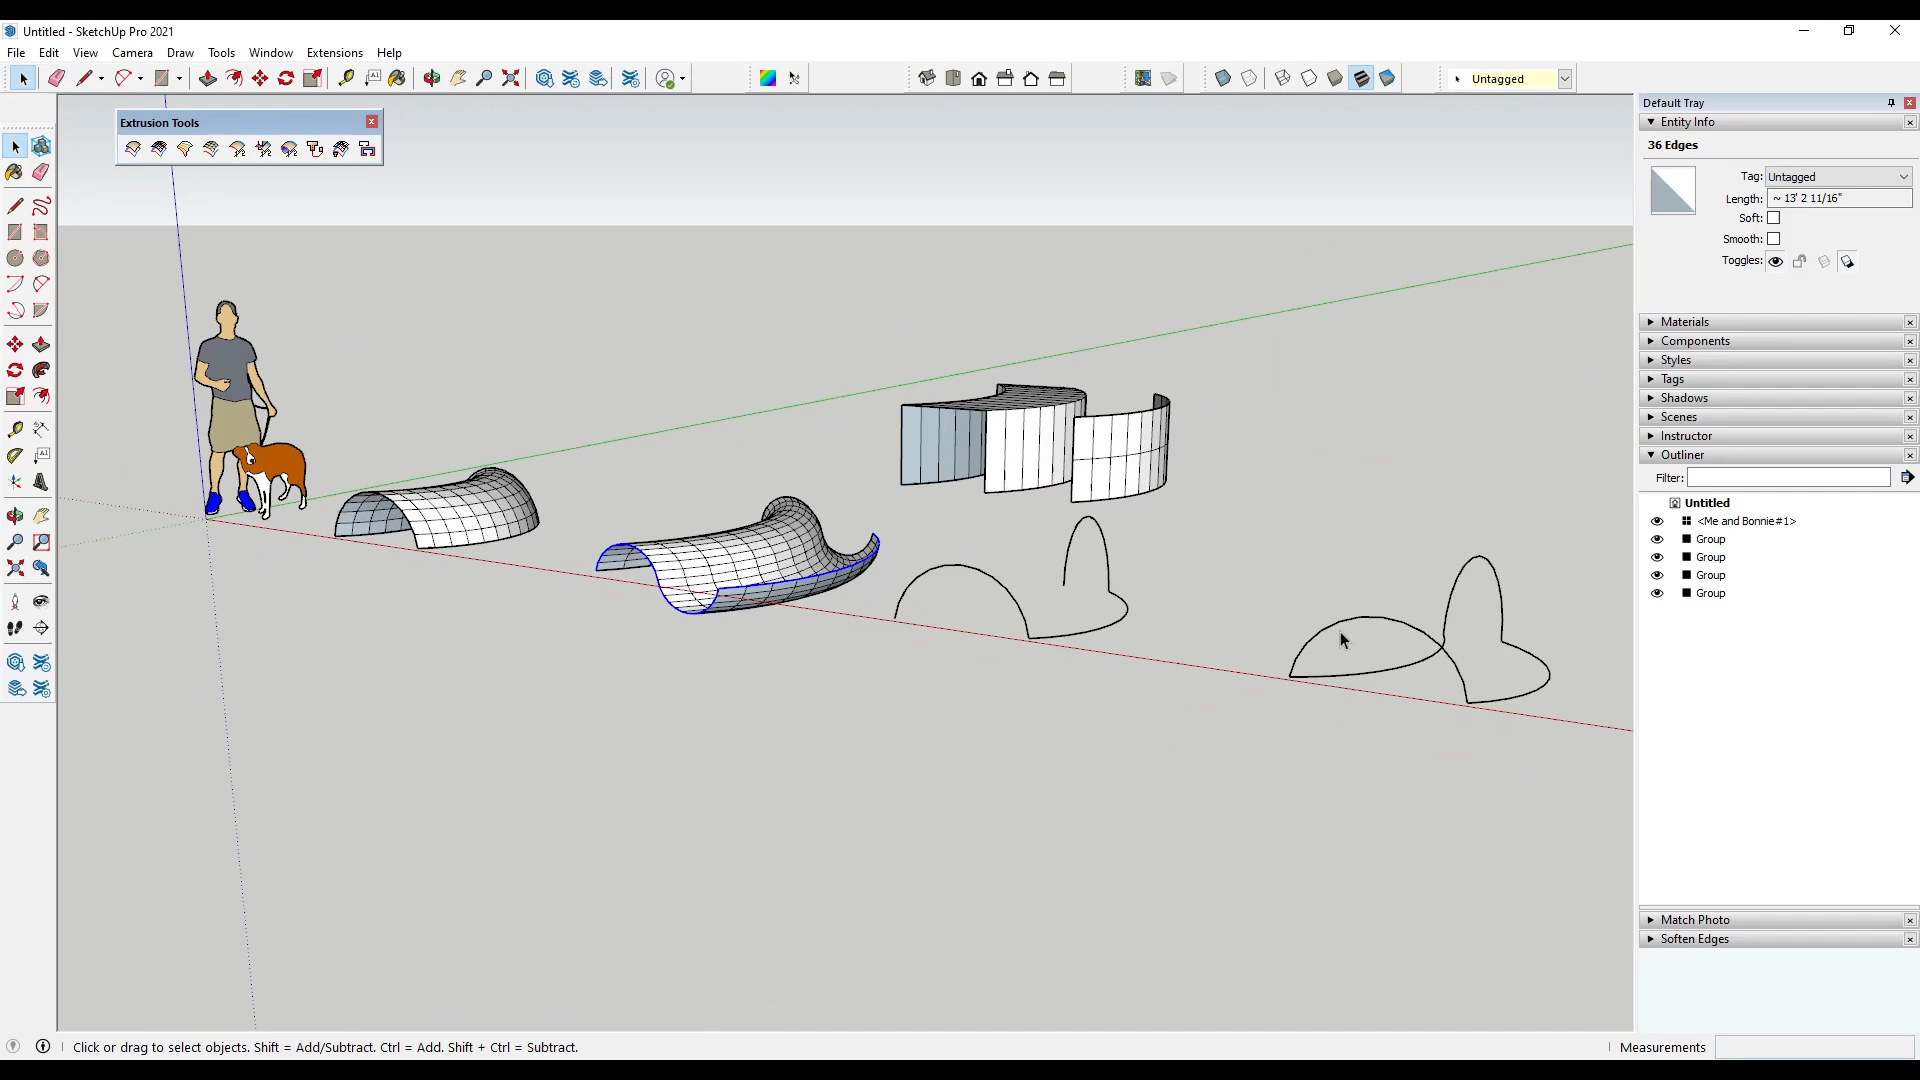 Untitled - SketchUp Pro 2021
File Edit View Camera Draw Tools Window Extensions Help
A1
Untagged
Extrusion Tools
A1
Default Tray
Entity Info
36 Edges
Tag: Untagged
Length: ~ 13' 2 11/16"
Soft:
Smooth:
Toggles:
Materials
Components
Styles
Tags
Shadows
Scenes
Instructor
Outliner
Filter:
Untitled
<Me and Bonnie#1>
Group
Group
Group
Group
Match Photo
Soften Edges
Click or drag to select objects. Shift = Add/Subtract. Ctrl = Add. Shift + Ctrl = Subtract.
Measurements